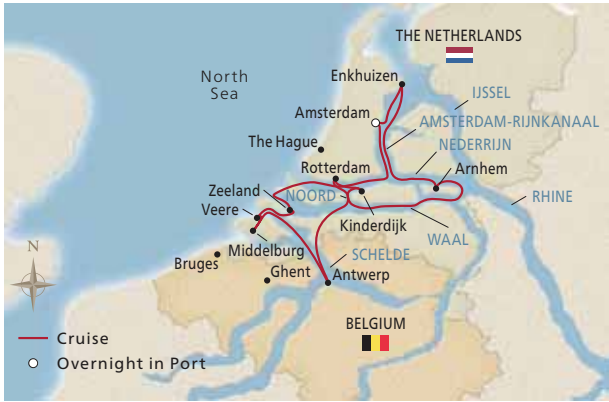 THE NETHERLANDS
North
Sea
Enkhuizen
IJSSEL
Amsterdam
AMSTERDAM-RIJNKANAAL
NEDERRIJN
The Hague
Rotterdam
Arnhem
Zeeland
NOORD
RHINE
Veere
Kinderdijk
WAAL
Middelburg
N
SCHELDE
Bruges
Ghent
Antwerp
BELGIUM
Cruise
Overnight in Port